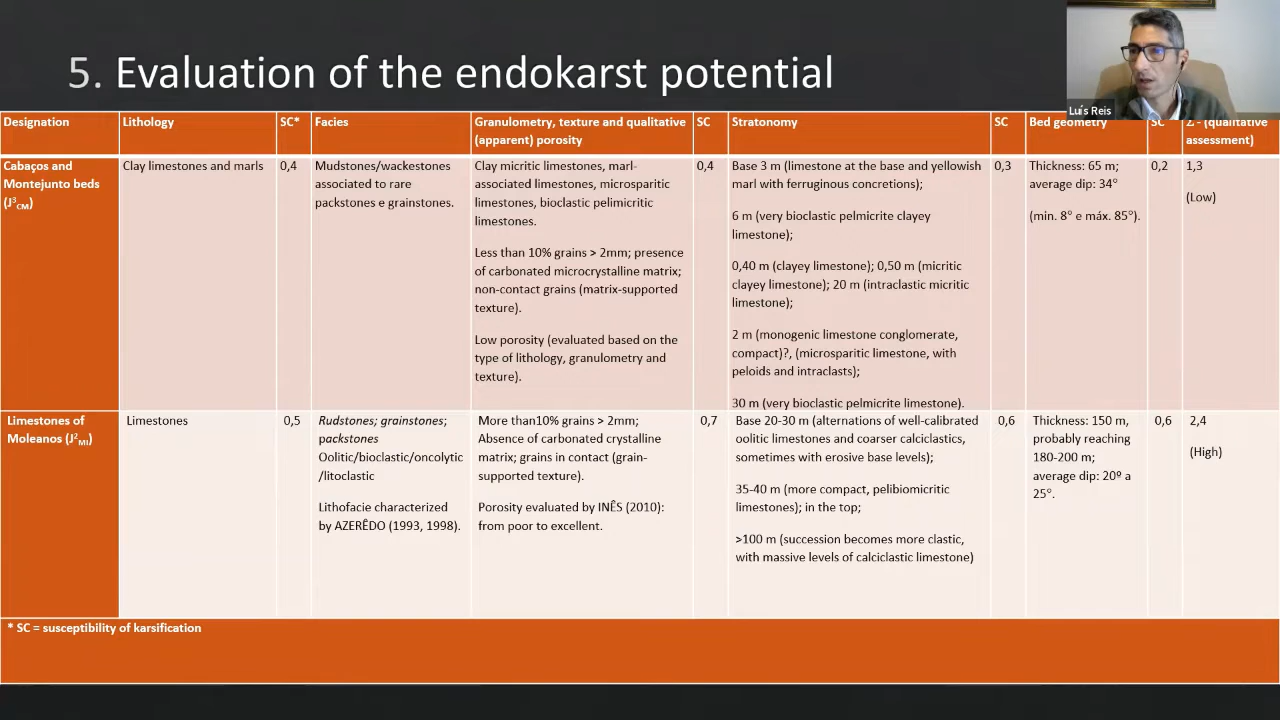 5. Evaluation of the endokarst potential
Luís Reis
Designation
Lithology
SC*
Facies
Granulometry, texture and qualitative
(apparent) porosity
SC
Stratonomy
SC
Bed geometry
SC
Σ - (qualitative
assessment)
Cabaços and
Montejunto beds
(J³CM)
Clay limestones and marls
0,4
Mudstones/wackestones
associated to rare
packstones e grainstones.
Clay micritic limestones, marl-
associated limestones, microsparitic
limestones, bioclastic pelimicritic
limestones.
Less than 10% grains > 2mm; presence
of carbonated microcrystalline matrix;
non-contact grains (matrix-supported
texture).
Low porosity (evaluated based on the
type of lithology, granulometry and
texture).
0,4
Base 3 m (limestone at the base and yellowish
marl with ferruginous concretions);
6 m (very bioclastic pelmicrite clayey
limestone);
0,40 m (clayey limestone); 0,50 m (micritic
clayey limestone); 20 m (intraclastic micritic
limestone);
2 m (monogenic limestone conglomerate,
compact)?, (microsparitic limestone, with
peloids and intraclasts);
30 m (very bioclastic pelmicrite limestone).
0,3
Thickness: 65 m;
average dip: 34°
(min. 8° e máx. 85°).
0,2
1,3
(Low)
Limestones of
Moleanos (J²Ml)
Limestones
0,5
Rudstones; grainstones;
packstones
Oolitic/bioclastic/oncolytic
/litoclastic
Lithofacie characterized
by AZERÊDO (1993, 1998).
More than10% grains > 2mm;
Absence of carbonated crystalline
matrix; grains in contact (grain-
supported texture).
Porosity evaluated by INÊS (2010):
from poor to excellent.
0,7
Base 20-30 m (alternations of well-calibrated
oolitic limestones and coarser calciclastics,
sometimes with erosive base levels);
35-40 m (more compact, pelibiomicritic
limestones); in the top;
>100 m (succession becomes more clastic,
with massive levels of calciclastic limestone)
0,6
Thickness: 150 m,
probably reaching
180-200 m;
average dip: 20º a
25°.
0,6
2,4
(High)
* SC = susceptibility of karsification